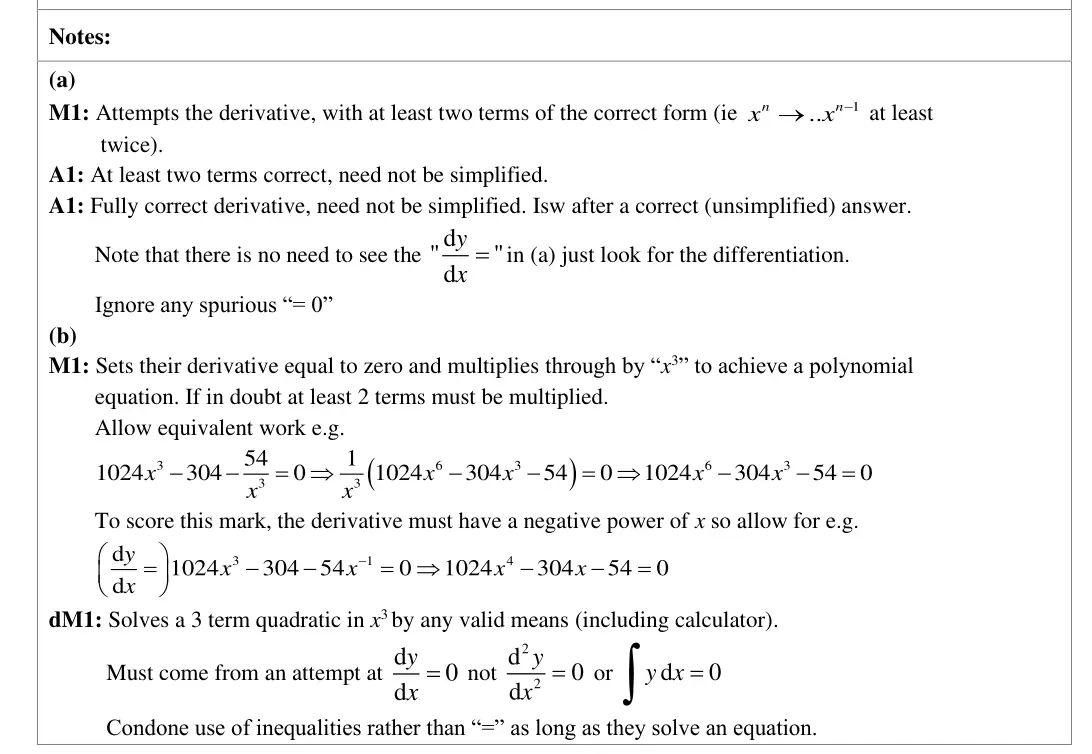 Notes:
(a)
M1: Attempts the derivative, with at least two terms of the correct form (ie xⁿ → ..xⁿ⁻¹ at least
twice).
A1: At least two terms correct, need not be simplified.
A1: Fully correct derivative, need not be simplified. Isw after a correct (unsimplified) answer.
Note that there is no need to see the "dy/dx =" in (a) just look for the differentiation.
Ignore any spurious “= 0”
(b)
M1: Sets their derivative equal to zero and multiplies through by “x³” to achieve a polynomial
equation. If in doubt at least 2 terms must be multiplied.
Allow equivalent work e.g.
1024x³ − 304 − 54/x³ = 0 ⇒ 1/x³ (1024x⁶ − 304x³ − 54) = 0 ⇒ 1024x⁶ − 304x³ − 54 = 0
To score this mark, the derivative must have a negative power of x so allow for e.g.
(dy/dx =) 1024x³ − 304 − 54x⁻¹ = 0 ⇒ 1024x⁴ − 304x − 54 = 0
dM1: Solves a 3 term quadratic in x³ by any valid means (including calculator).
Must come from an attempt at dy/dx = 0 not d²y/dx² = 0 or ∫ y dx = 0
Condone use of inequalities rather than “=” as long as they solve an equation.